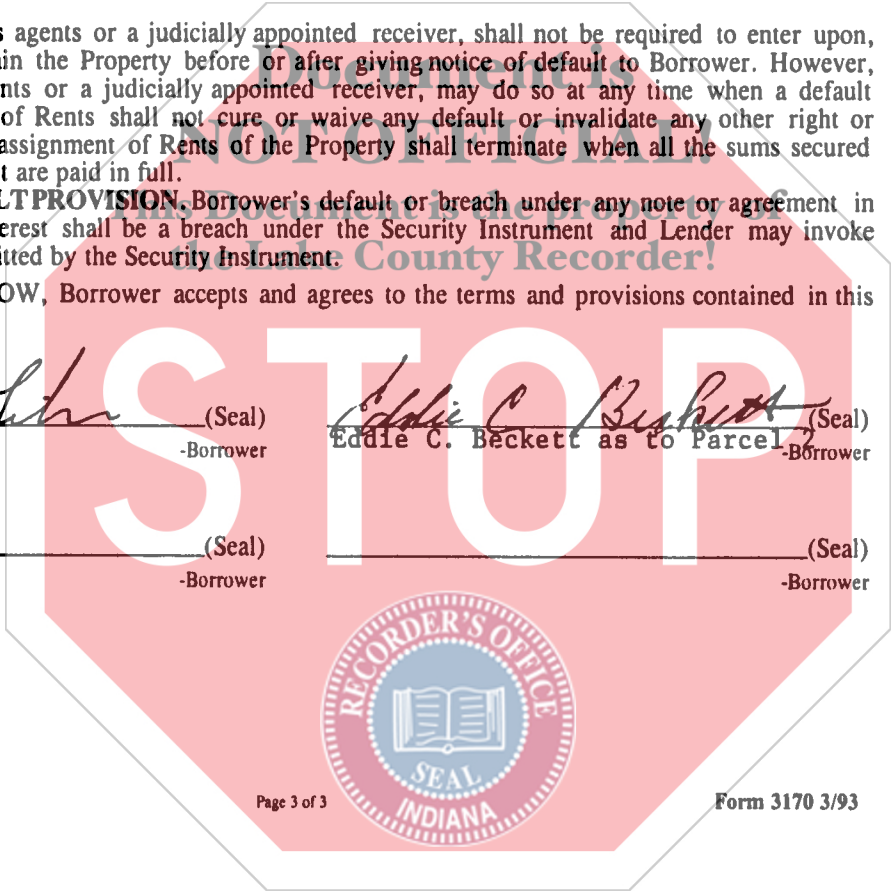 s agents or a judicially appointed receiver, shall not be required to enter upon,
in the Property before or after giving notice of default to Borrower. However,
nts or a judicially appointed receiver, may do so at any time when a default
of Rents shall not cure or waive any default or invalidate any other right or
assignment of Rents of the Property shall terminate when all the sums secured
t are paid in full.
LT PROVISION. Borrower's default or breach under any note or agreement in
erest shall be a breach under the Security Instrument and Lender may invoke
itted by the Security Instrument.
OW, Borrower accepts and agrees to the terms and provisions contained in this
Document is
NOT OFFICIAL!
This Document is the property of
the Lake County Recorder!
STOP
(Seal)
-Borrower
Eddie C Beckett (Seal)
Eddie C. Beckett as to Parcel 2
-Borrower
(Seal)
-Borrower
(Seal)
-Borrower
RECORDER'S OFFICE
SEAL
INDIANA
Page 3 of 3
Form 3170 3/93